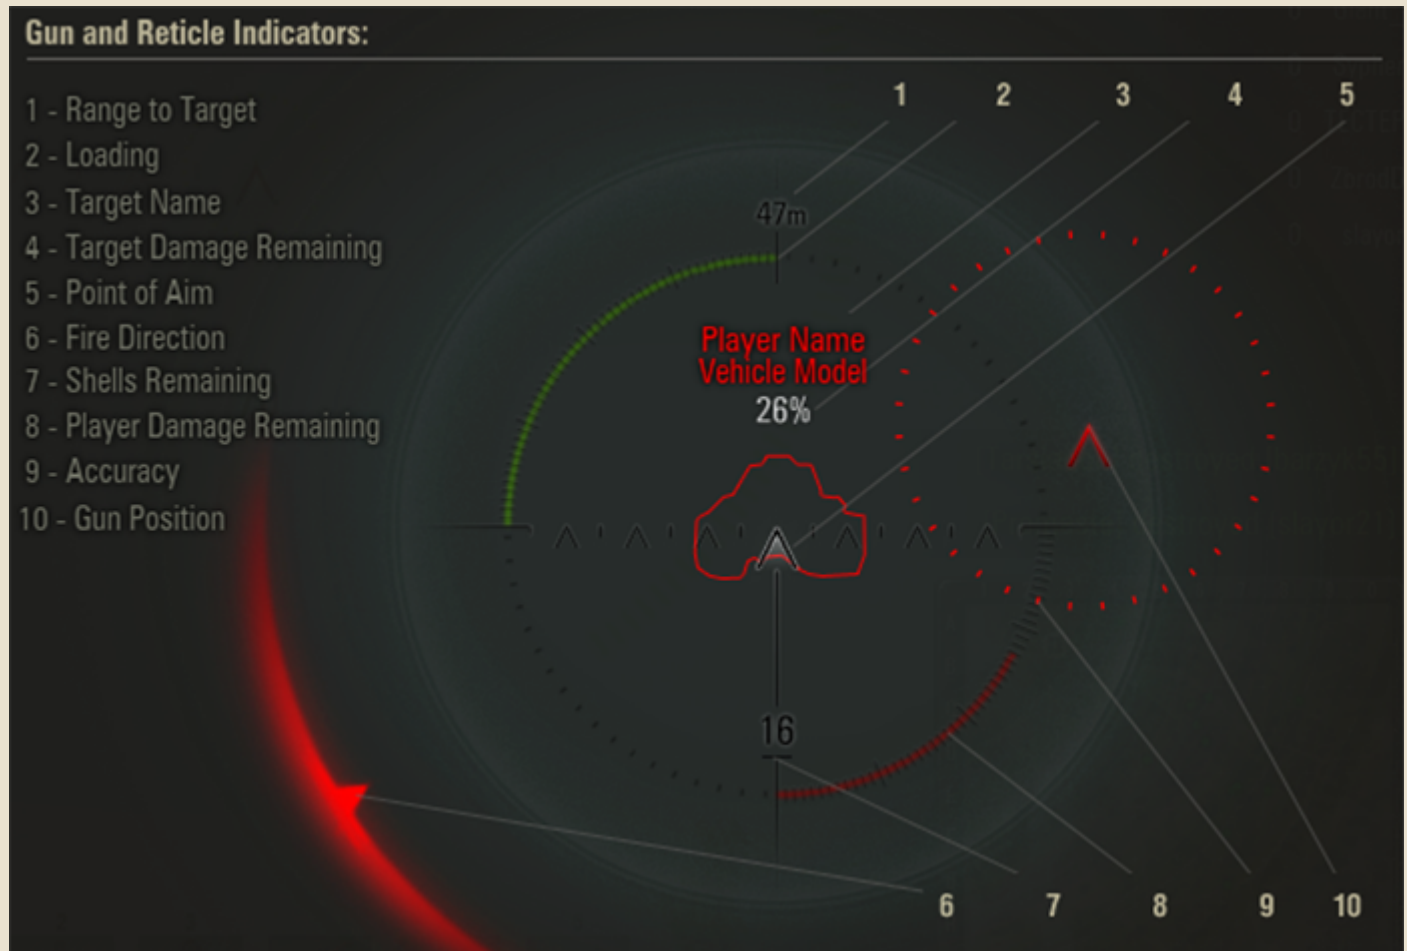 Gun and Reticle Indicators:
1 - Range to Target
2 - Loading
3 - Target Name
4 - Target Damage Remaining
5 - Point of Aim
6 - Fire Direction
7 - Shells Remaining
8 - Player Damage Remaining
9 - Accuracy
10 - Gun Position
1 2 3 4 5
47m
Player Name
Vehicle Model
26%
16
6 7 8 9 10